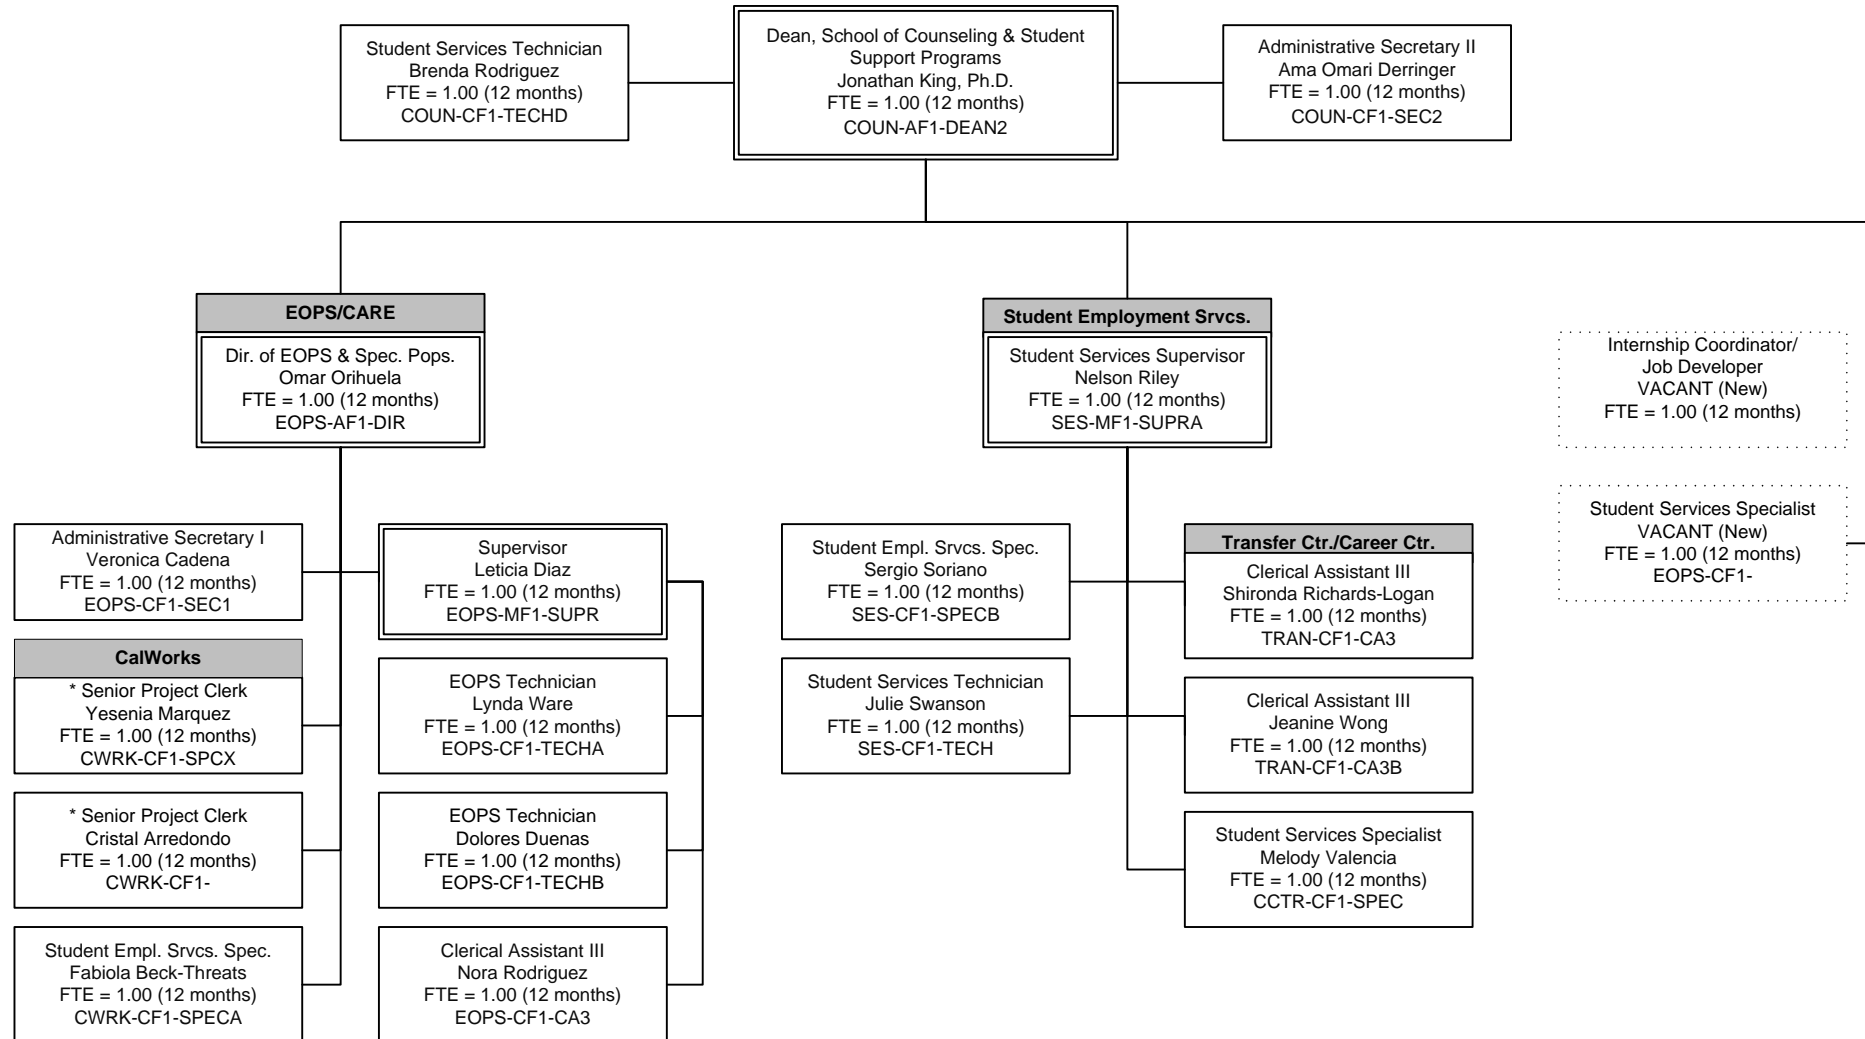 Student Services Technician
Brenda Rodriguez
FTE = 1.00 (12 months)
COUN-CF1-TECHD
Dean, School of Counseling & Student
Support Programs
Jonathan King, Ph.D.
FTE = 1.00 (12 months)
COUN-AF1-DEAN2
Administrative Secretary II
Ama Omari Derringer
FTE = 1.00 (12 months)
COUN-CF1-SEC2
EOPS/CARE
Dir. of EOPS & Spec. Pops.
Omar Orihuela
FTE = 1.00 (12 months)
EOPS-AF1-DIR
Administrative Secretary I
Veronica Cadena
FTE = 1.00 (12 months)
EOPS-CF1-SEC1
CalWorks
* Senior Project Clerk
Yesenia Marquez
FTE = 1.00 (12 months)
CWRK-CF1-SPCX
* Senior Project Clerk
Cristal Arredondo
FTE = 1.00 (12 months)
CWRK-CF1-
Student Empl. Srvcs. Spec.
Fabiola Beck-Threats
FTE = 1.00 (12 months)
CWRK-CF1-SPECA
Supervisor
Leticia Diaz
FTE = 1.00 (12 months)
EOPS-MF1-SUPR
EOPS Technician
Lynda Ware
FTE = 1.00 (12 months)
EOPS-CF1-TECHA
EOPS Technician
Dolores Duenas
FTE = 1.00 (12 months)
EOPS-CF1-TECHB
Clerical Assistant III
Nora Rodriguez
FTE = 1.00 (12 months)
EOPS-CF1-CA3
Student Employment Srvcs.
Student Services Supervisor
Nelson Riley
FTE = 1.00 (12 months)
SES-MF1-SUPRA
Student Empl. Srvcs. Spec.
Sergio Soriano
FTE = 1.00 (12 months)
SES-CF1-SPECB
Student Services Technician
Julie Swanson
FTE = 1.00 (12 months)
SES-CF1-TECH
Transfer Ctr./Career Ctr.
Clerical Assistant III
Shironda Richards-Logan
FTE = 1.00 (12 months)
TRAN-CF1-CA3
Clerical Assistant III
Jeanine Wong
FTE = 1.00 (12 months)
TRAN-CF1-CA3B
Student Services Specialist
Melody Valencia
FTE = 1.00 (12 months)
CCTR-CF1-SPEC
Internship Coordinator/
Job Developer
VACANT (New)
FTE = 1.00 (12 months)
Student Services Specialist
VACANT (New)
FTE = 1.00 (12 months)
EOPS-CF1-